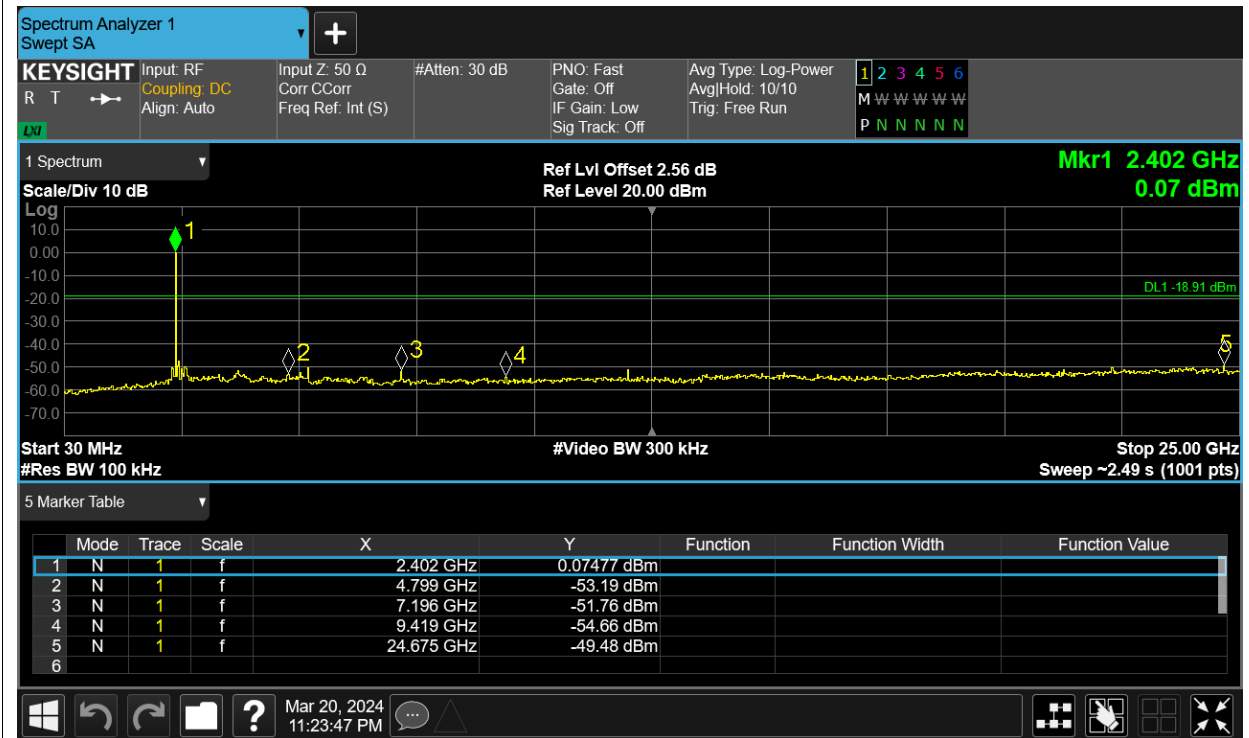 Spectrum Analyzer 1
Swept SA
KEYSIGHT Input: RF Input Z: 50 Ω #Atten: 30 dB PNO: Fast Avg Type: Log-Power 1 2 3 4 5 6
R T Coupling: DC Corr CCorr Gate: Off Avg|Hold: 10/10 M W W W W W
Align: Auto Freq Ref: Int (S) IF Gain: Low Trig: Free Run
LXI Sig Track: Off P N N N N N
1 Spectrum Ref Lvl Offset 2.56 dB Mkr1 2.402 GHz
Scale/Div 10 dB Ref Level 20.00 dBm 0.07 dBm
Log
10.0 1
0.00
-10.0
DL1 -18.91 dBm
-20.0
-30.0
-40.0 2 3 4 5
-50.0
-60.0
-70.0
Start 30 MHz #Video BW 300 kHz Stop 25.00 GHz
#Res BW 100 kHz Sweep ~2.49 s (1001 pts)
5 Marker Table
Mode Trace Scale X Y Function Function Width Function Value
1 N 1 f 2.402 GHz 0.07477 dBm
2 N 1 f 4.799 GHz -53.19 dBm
3 N 1 f 7.196 GHz -51.76 dBm
4 N 1 f 9.419 GHz -54.66 dBm
5 N 1 f 24.675 GHz -49.48 dBm
6
? Mar 20, 2024
11:23:47 PM